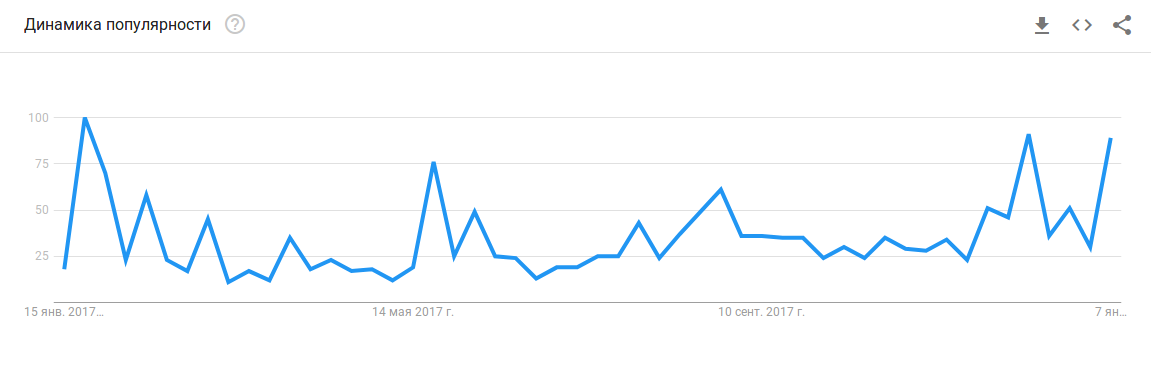 Динамика популярности
100
75
50
25
15 янв. 2017…
14 мая 2017 г.
10 сент. 2017 г.
7 ян…